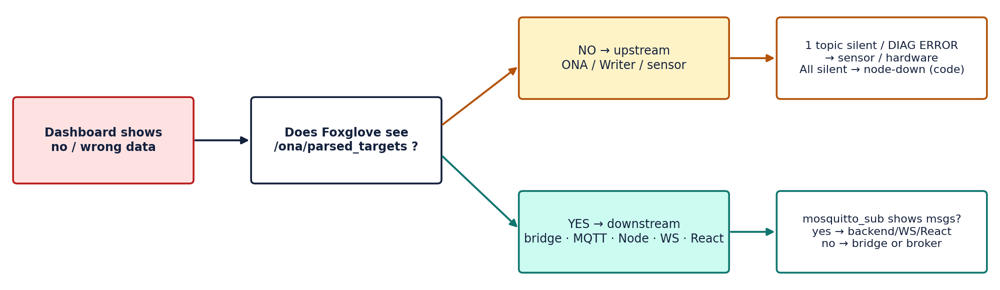 Dashboard shows
no / wrong data
Does Foxglove see
/ona/parsed_targets ?
NO → upstream
ONA / Writer / sensor
1 topic silent / DIAG ERROR
→ sensor / hardware
All silent → node-down (code)
YES → downstream
bridge · MQTT · Node · WS · React
mosquitto_sub shows msgs?
yes → backend/WS/React
no → bridge or broker